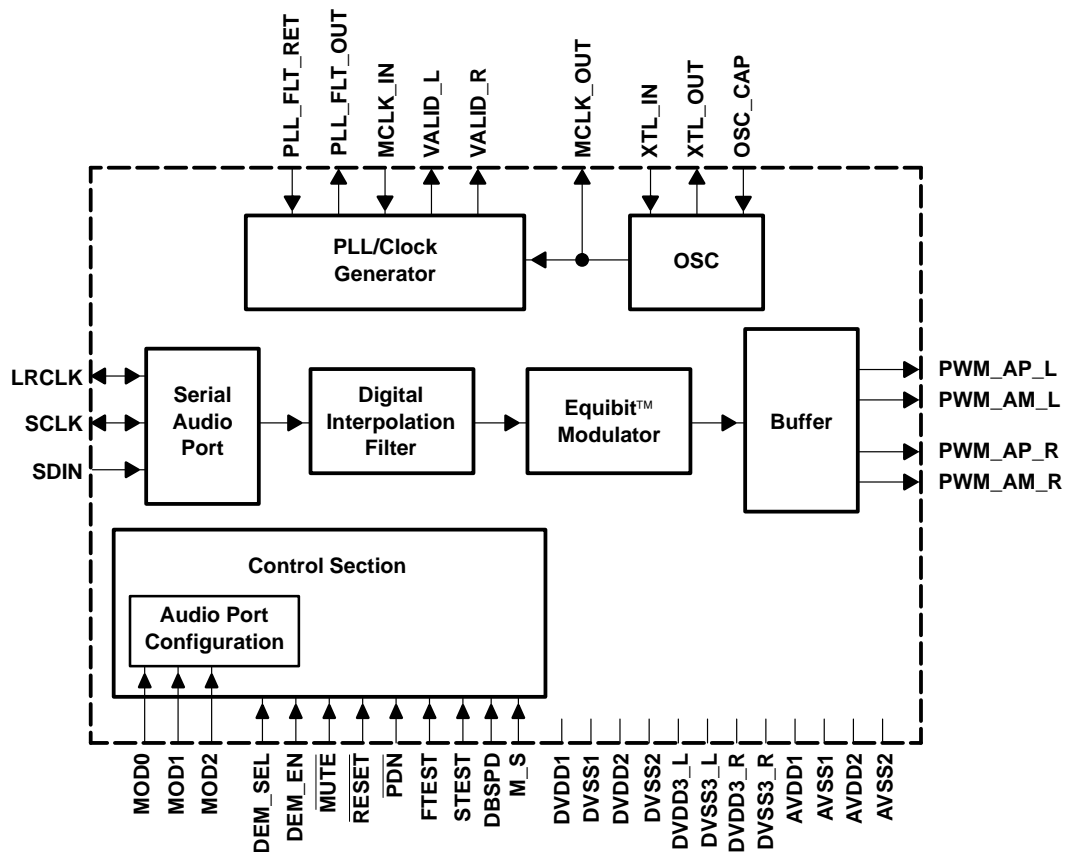 PLL_FLT_RET
PLL_FLT_OUT
MCLK_IN
VALID_L
VALID_R
MCLK_OUT
XTL_IN
XTL_OUT
OSC_CAP
PLL/Clock
Generator
OSC
LRCLK
SCLK
SDIN
Serial
Audio
Port
Digital
Interpolation
Filter
Equibit™
Modulator
Buffer
PWM_AP_L
PWM_AM_L
PWM_AP_R
PWM_AM_R
Control Section
Audio Port
Configuration
MOD0
MOD1
MOD2
DEM_SEL
DEM_EN
MUTE
RESET
PDN
FTEST
STEST
DBSPD
M_S
DVDD1
DVSS1
DVDD2
DVSS2
DVDD3_L
DVSS3_L
DVDD3_R
DVSS3_R
AVDD1
AVSS1
AVDD2
AVSS2